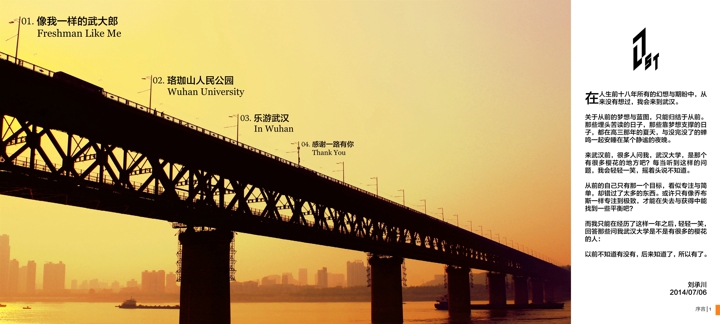 01. 像我一样的武大郎
Freshman Like Me
02. 珞珈山人民公园
Wuhan University
03. 乐游武汉
In Wuhan
04. 感谢一路有你
Thank You
1ST
在人生前十八年所有的幻想与期盼中，从
来没有想过，我会来到武汉。
关于从前的梦想与蓝图，只能归结于从前。
那些埋头苦读的日子，那些靠梦想支撑的日
子，都在高三那年的夏天，与没完没了的蝉
鸣一起安睡在某个静谧的夜晚。
来武汉前，很多人问我，武汉大学，是那个
有很多樱花的地方吧？每当听到这样的问
题，我会轻轻一笑，摇着头说不知道。
从前的自己只有那一个目标，看似专注与简
单，却错过了太多的东西。或许只有像乔布
斯一样专注到极致，才能在失去与获得中能
找到一些平衡吧？
而我只能在经历了这样一年之后，轻轻一笑，
回答那些问我武汉大学是不是有很多的樱花
的人：
以前不知道有没有，后来知道了，所以有了。
刘承川
2014/07/06
序言 | 1